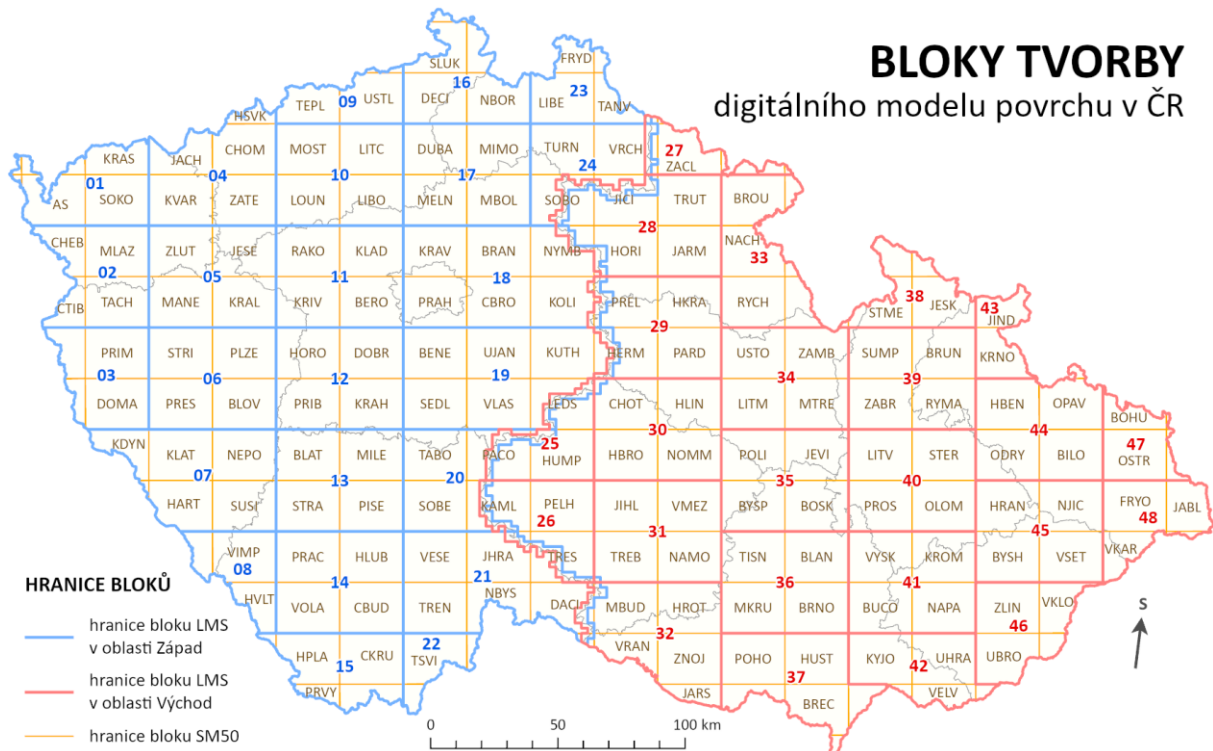 BLOKY TVORBY
digitálního modelu povrchu v ČR
SLUK FRYD
16
TEPL 09 USTL DECI NBOR LIBE 23 TANV
HSVK
KRAS JACH CHOM MOST LITC DUBA MIMO TURN VRCH 27
24 ZACL
01 04 10 17
AS SOKO KVAR ZATE LOUN LIBO MELN MBOL SOBO JICI TRUT BROU
28
CHEB MLAZ ZLUT JESE RAKO KLAD KRAV BRAN NYMB HORI JARM NACH 33
02 05 11 18
CTIB TACH MANE KRAL KRIV BERO PRAH CBRO KOLI PREL HKRA RYCH STME 38 JESK 43 JIND
29
PRIM STRI PLZE HORO DOBR BENE UJAN KUTH HERM PARD USTO ZAMB SUMP BRUN KRNO
03 06 12 19 34 39
DOMA PRES BLOV PRIB KRAH SEDL VLAS LEDS CHOT HLIN LITM MTRE ZABR RYMA HBEN OPAV BOHU
25 30 44
KDYN KLAT NEPO BLAT MILE TABO PACO HUMP HBRO NOMM POLI JEVI LITV STER ODRY BILO 47 OSTR
07 13 20 35 40
HART SUSI STRA PISE SOBE KAML PELH JIHL VMEZ BYSP BOSK PROS OLOM HRAN NJIC FRYO JABL
26 31 45 48
VIMP PRAC HLUB VESE JHRA TRES TREB NAMO TISN BLAN VYSK KROM BYSH VSET VKAR
08 14 21 36 41
HVLT VOLA CBUD TREN NBYS DACI MBUD HROT MKRU BRNO BUCO NAPA ZLIN VKLO
32 46
HPLA CKRU 22 TSVI VRAN ZNOJ POHO HUST KYJO UHRA UBRO
15 37 42
PRVY JARS BREC VELV
HRANICE BLOKŮ
hranice bloku LMS
v oblasti Západ
hranice bloku LMS
v oblasti Východ
hranice bloku SM50
0 50 100 km
S